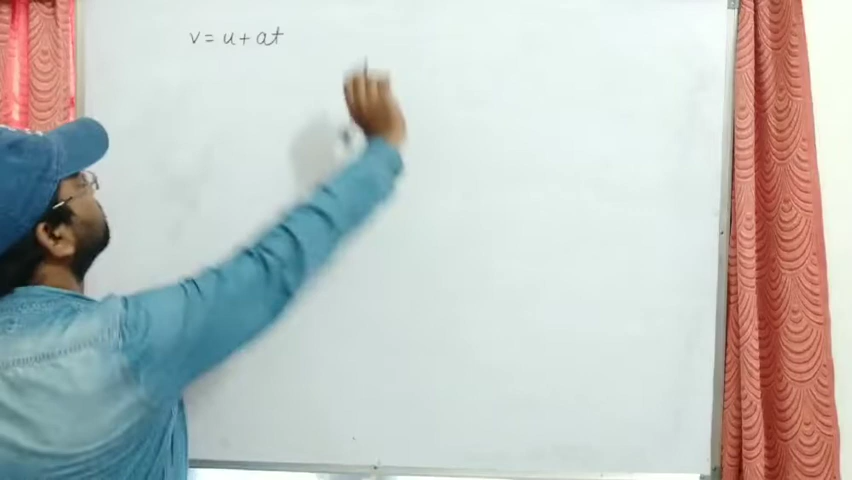 v = u + at